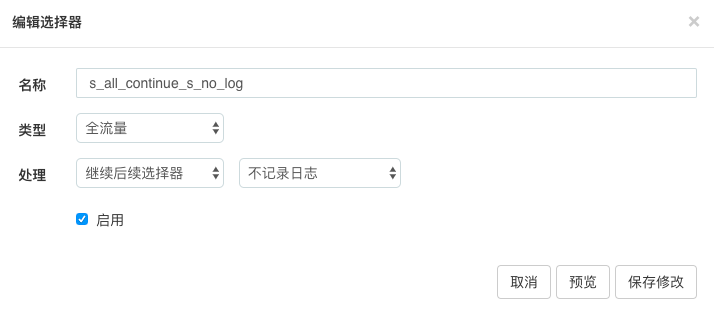 编辑选择器 ×
名称 s_all_continue_s_no_log
类型 全流量
处理 继续后续选择器 不记录日志
启用
取消 预览 保存修改